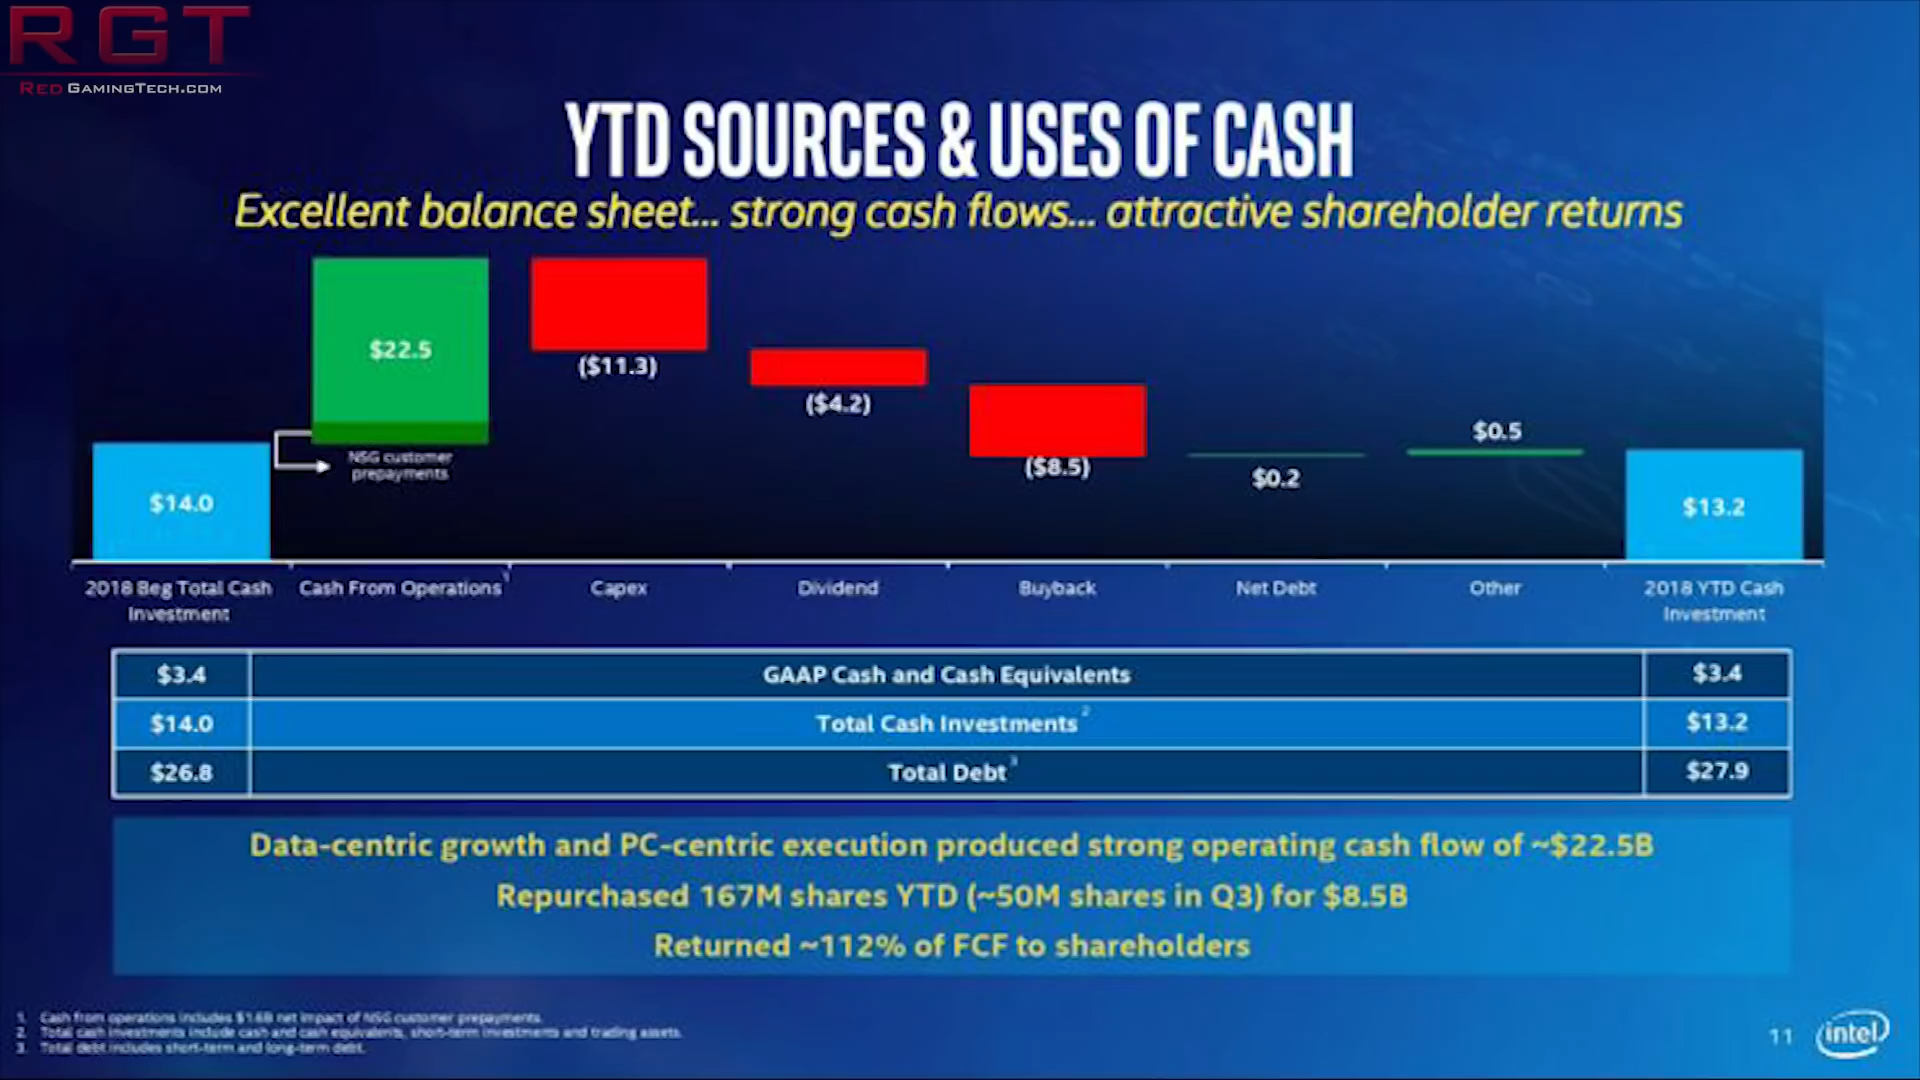 RGT
RED GAMINGTECH.COM
YTD SOURCES & USES OF CASH
Excellent balance sheet... strong cash flows... attractive shareholder returns
$22.5
($11.3)
($4.2)
($8.5)
$0.2
$0.5
NSG customer
prepayments
$14.0
$13.2
2018 Beg Total Cash
Investment
Cash From Operations¹
Capex
Dividend
Buyback
Net Debt
Other
2018 YTD Cash
Investment
$3.4 GAAP Cash and Cash Equivalents $3.4
$14.0 Total Cash Investments² $13.2
$26.8 Total Debt³ $27.9
Data-centric growth and PC-centric execution produced strong operating cash flow of ~$22.5B
Repurchased 167M shares YTD (~50M shares in Q3) for $8.5B
Returned ~112% of FCF to shareholders
1. Cash from operations includes $1.6B net impact of NSG customer prepayments.
2. Total cash investments include cash and cash equivalents, short-term investments and trading assets.
3. Total debt includes short-term and long-term debt.
11
intel